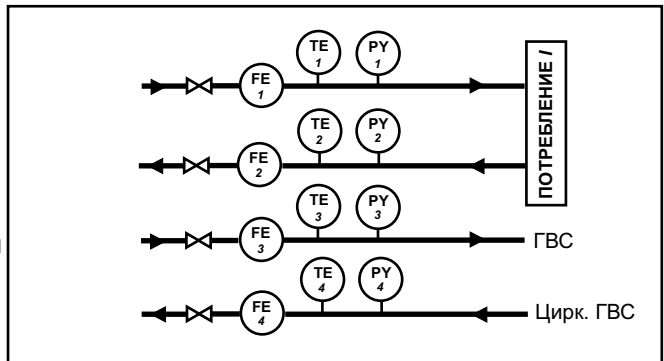 TE 1 PY 1
FE 1
TE 2 PY 2
FE 2
ПОТРЕБЛЕНИЕ /
TE 3 PY 3
FE 3
ГВС
TE 4 PY 4
FE 4
Цирк. ГВС